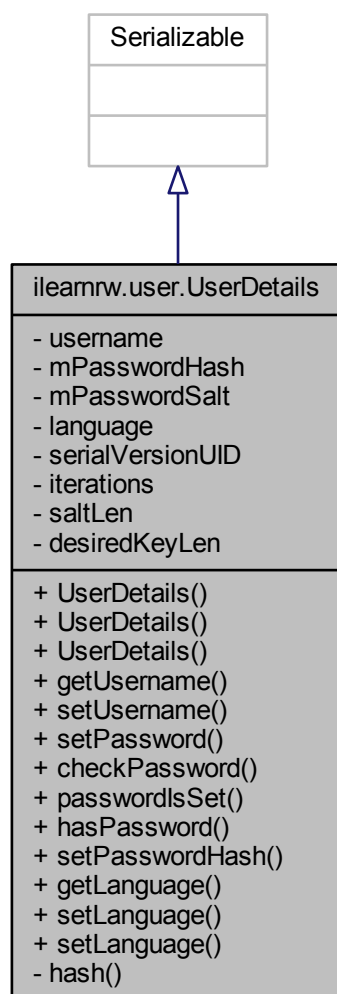 Serializable
ilearnrw.user.UserDetails
- username
- mPasswordHash
- mPasswordSalt
- language
- serialVersionUID
- iterations
- saltLen
- desiredKeyLen
+ UserDetails()
+ UserDetails()
+ UserDetails()
+ getUsername()
+ setUsername()
+ setPassword()
+ checkPassword()
+ passwordIsSet()
+ hasPassword()
+ setPasswordHash()
+ getLanguage()
+ setLanguage()
+ setLanguage()
- hash()